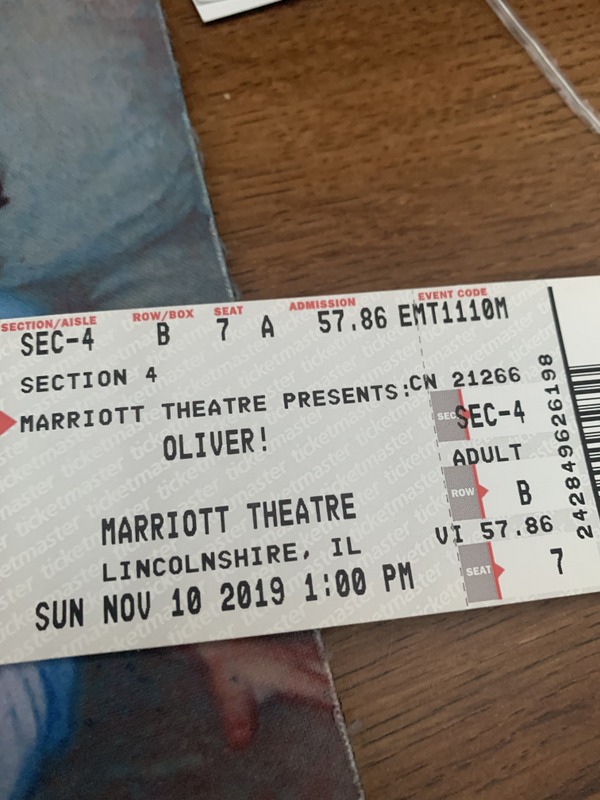 SECTION/AISLE ROW/BOX SEAT ADMISSION EVENT CODE
SEC-4 B 7 A 57.86 EMT1110M
SECTION 4
MARRIOTT THEATRE PRESENTS:
OLIVER!
MARRIOTT THEATRE
LINCOLNSHIRE, IL
SUN NOV 10 2019 1:00 PM
CN 21266
SEC-4
ADULT
ROW B
VI 57.86
SEAT 7
2428496626198
ticketmaster